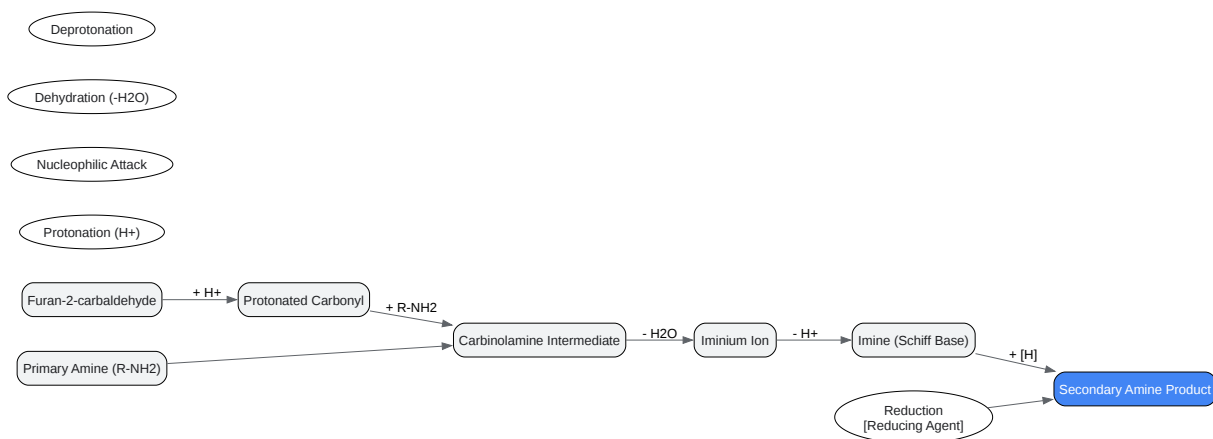 Deprotonation
Dehydration (-H2O)
Nucleophilic Attack
Protonation (H+)
Furan-2-carbaldehyde
+ H+
Protonated Carbonyl
+ R-NH2
Primary Amine (R-NH2)
Carbinolamine Intermediate
- H2O
Iminium Ion
- H+
Imine (Schiff Base)
+ [H]
Secondary Amine Product
Reduction
[Reducing Agent]